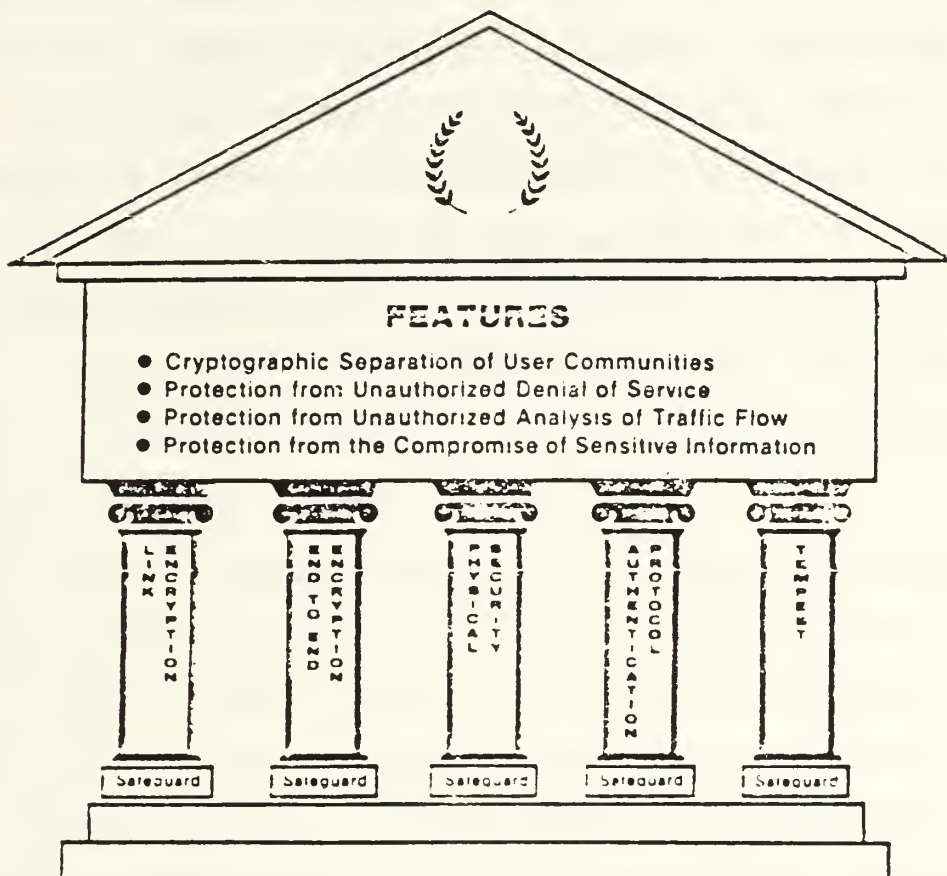 FEATURES
● Cryptographic Separation of User Communities
● Protection from Unauthorized Denial of Service
● Protection from Unauthorized Analysis of Traffic Flow
● Protection from the Compromise of Sensitive Information
LINK
ENCRYPTION
END TO END
ENCRYPTION
PHYSICAL
SECURITY
AUTHENTICATION
PROTOCOL
TEMPEST
Safeguard
Safeguard
Safeguard
Safeguard
Safeguard